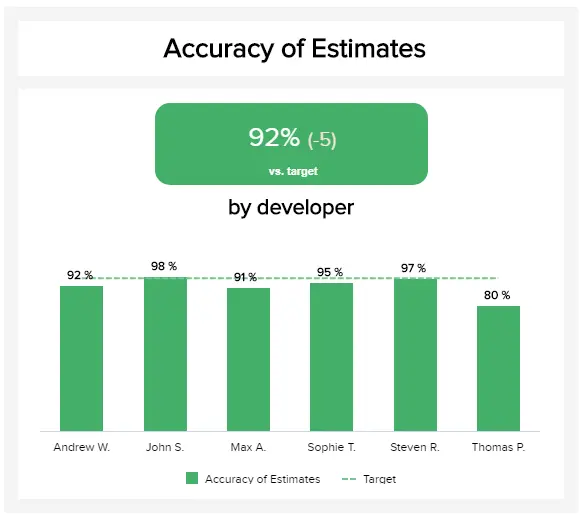 Accuracy of Estimates
92% (-5)
vs. target
by developer
92 %
98 %
91 %
95 %
97 %
80 %
Andrew W.
John S.
Max A.
Sophie T.
Steven R.
Thomas P.
Accuracy of Estimates
Target